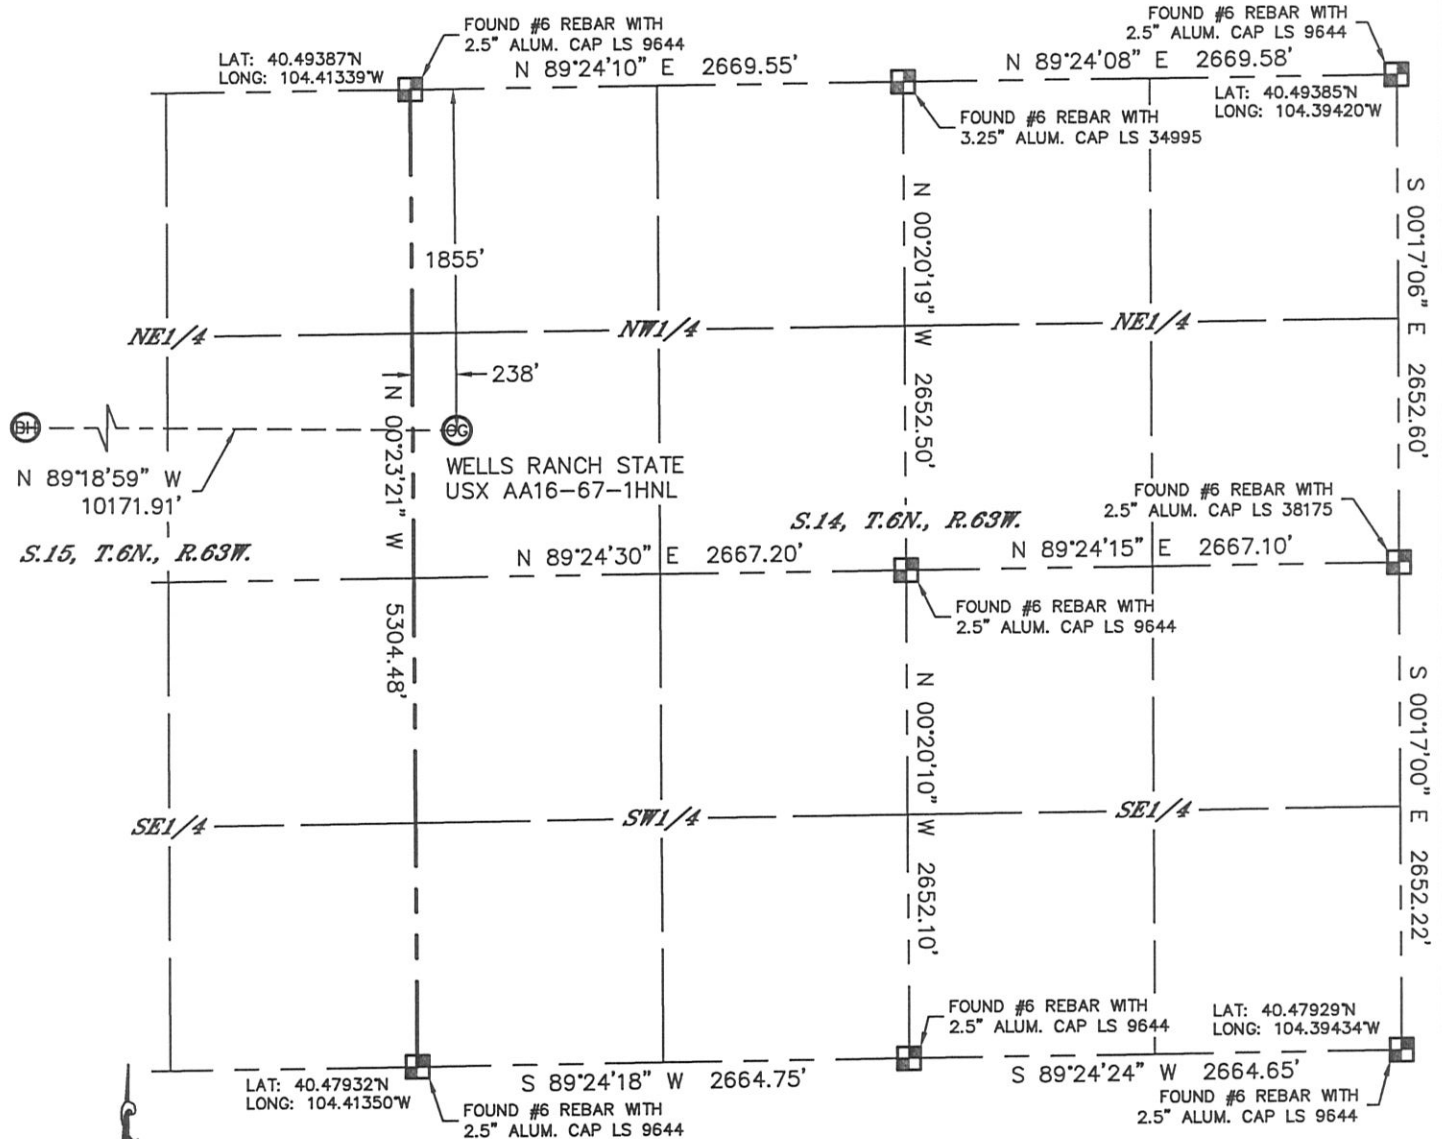 FOUND #6 REBAR WITH
2.5" ALUM. CAP LS 9644
LAT: 40.49387°N
LONG: 104.41339°W
N 89°24'10" E 2669.55'
FOUND #6 REBAR WITH
2.5" ALUM. CAP LS 9644
N 89°24'08" E 2669.58'
LAT: 40.49385°N
LONG: 104.39420°W
FOUND #6 REBAR WITH
3.25" ALUM. CAP LS 34995
1855'
N 00°20'19" W 2652.50'
S 00°17'06" E 2652.60'
NE1/4
NW1/4
NE1/4
238'
N 00°23'21" W 5304.48'
BH
OG
N 89°18'59" W
10171.91'
WELLS RANCH STATE
USX AA16-67-1HNL
FOUND #6 REBAR WITH
2.5" ALUM. CAP LS 38175
S.15, T.6N., R.63W.
S.14, T.6N., R.63W.
N 89°24'30" E 2667.20'
N 89°24'15" E 2667.10'
FOUND #6 REBAR WITH
2.5" ALUM. CAP LS 9644
N 00°20'10" W 2652.10'
S 00°17'00" E 2652.22'
SE1/4
SW1/4
SE1/4
FOUND #6 REBAR WITH
2.5" ALUM. CAP LS 9644
LAT: 40.47929°N
LONG: 104.39434°W
LAT: 40.47932°N
LONG: 104.41350°W
S 89°24'18" W 2664.75'
S 89°24'24" W 2664.65'
FOUND #6 REBAR WITH
2.5" ALUM. CAP LS 9644
FOUND #6 REBAR WITH
2.5" ALUM. CAP LS 9644